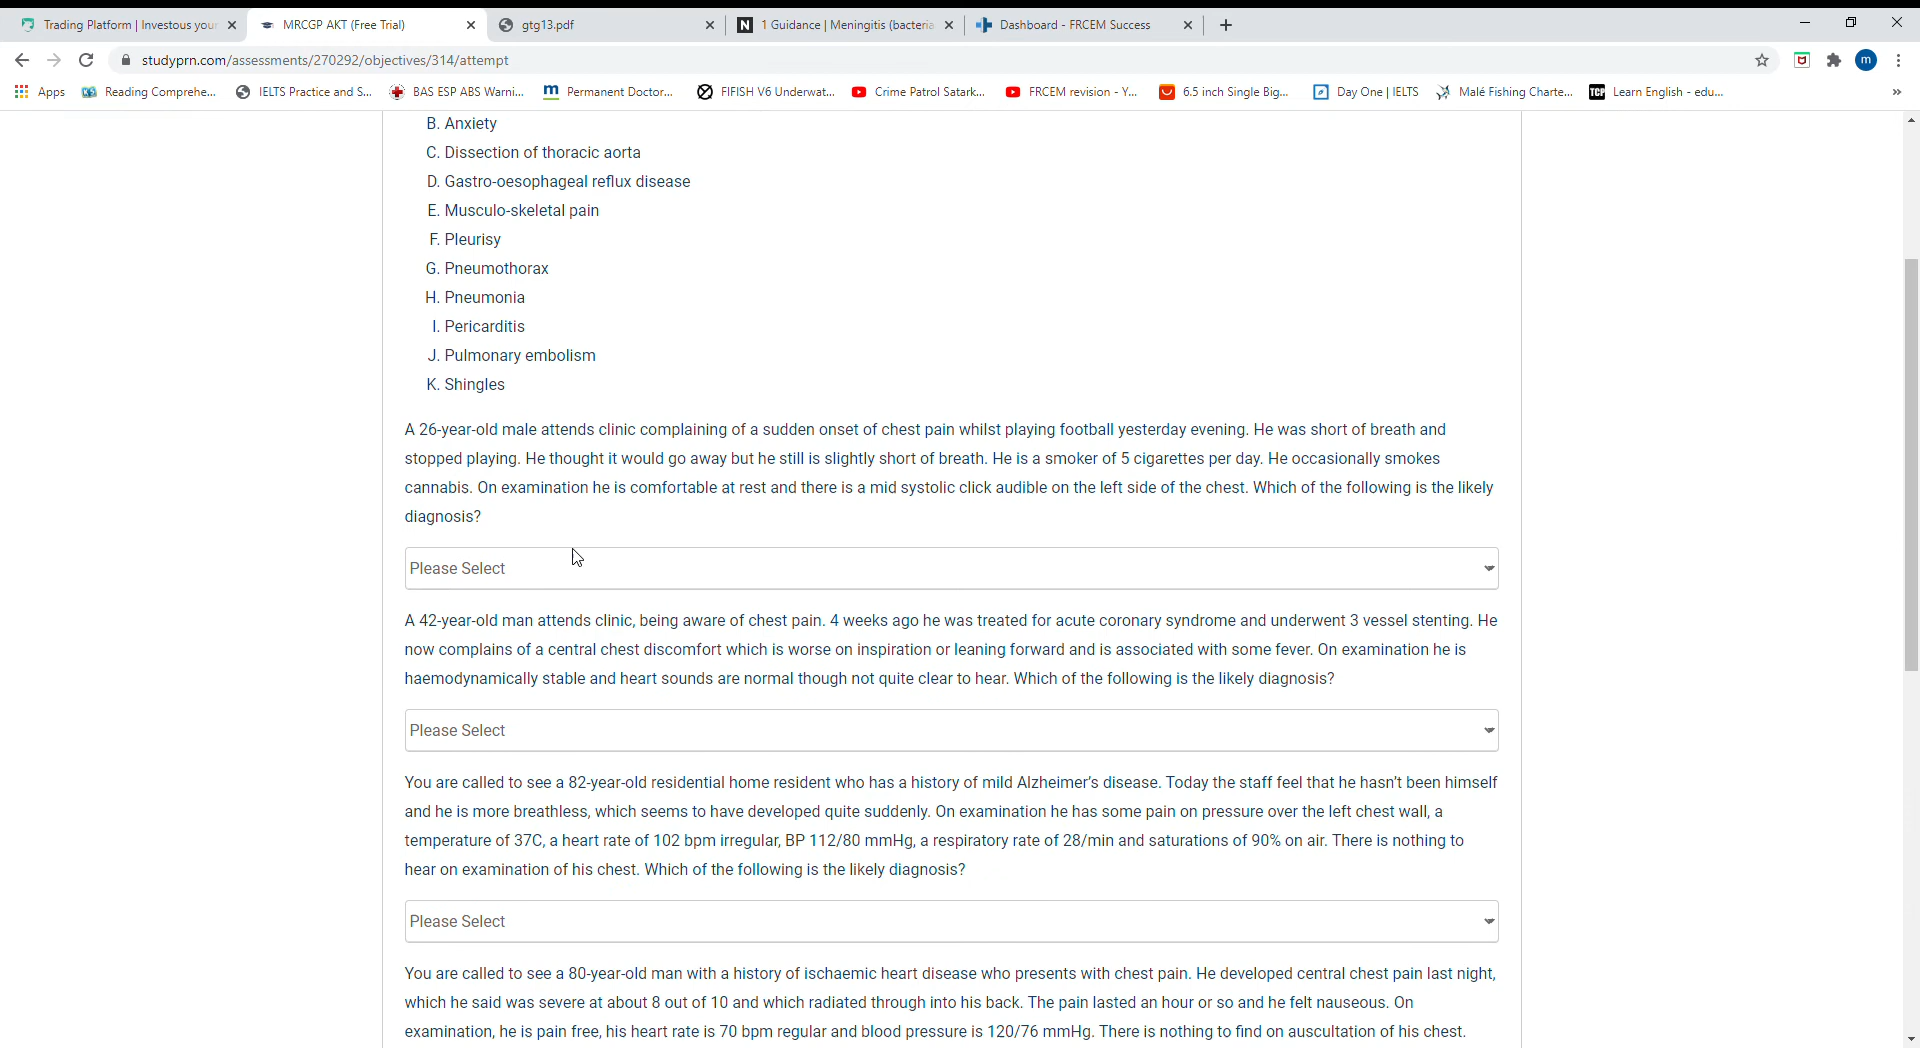 Trading Platform | Investous your
MRCGP AKT (Free Trial)
gtg13.pdf
1 Guidance | Meningitis (bacteria
Dashboard - FRCEM Success
studyprn.com/assessments/270292/objectives/314/attempt
m
Apps
Reading Comprehe...
IELTS Practice and S...
BAS ESP ABS Warni...
Permanent Doctor...
FIFISH V6 Underwat...
Crime Patrol Satark...
FRCEM revision - Y...
6.5 inch Single Big...
Day One | IELTS
Malé Fishing Charte...
TCP
Learn English - edu...
»
B. Anxiety
C. Dissection of thoracic aorta
D. Gastro-oesophageal reflux disease
E. Musculo-skeletal pain
F. Pleurisy
G. Pneumothorax
H. Pneumonia
I. Pericarditis
J. Pulmonary embolism
K. Shingles
A 26-year-old male attends clinic complaining of a sudden onset of chest pain whilst playing football yesterday evening. He was short of breath and
stopped playing. He thought it would go away but he still is slightly short of breath. He is a smoker of 5 cigarettes per day. He occasionally smokes
cannabis. On examination he is comfortable at rest and there is a mid systolic click audible on the left side of the chest. Which of the following is the likely
diagnosis?
Please Select
A 42-year-old man attends clinic, being aware of chest pain. 4 weeks ago he was treated for acute coronary syndrome and underwent 3 vessel stenting. He
now complains of a central chest discomfort which is worse on inspiration or leaning forward and is associated with some fever. On examination he is
haemodynamically stable and heart sounds are normal though not quite clear to hear. Which of the following is the likely diagnosis?
Please Select
You are called to see a 82-year-old residential home resident who has a history of mild Alzheimer's disease. Today the staff feel that he hasn't been himself
and he is more breathless, which seems to have developed quite suddenly. On examination he has some pain on pressure over the left chest wall, a
temperature of 37C, a heart rate of 102 bpm irregular, BP 112/80 mmHg, a respiratory rate of 28/min and saturations of 90% on air. There is nothing to
hear on examination of his chest. Which of the following is the likely diagnosis?
Please Select
You are called to see a 80-year-old man with a history of ischaemic heart disease who presents with chest pain. He developed central chest pain last night,
which he said was severe at about 8 out of 10 and which radiated through into his back. The pain lasted an hour or so and he felt nauseous. On
examination, he is pain free, his heart rate is 70 bpm regular and blood pressure is 120/76 mmHg. There is nothing to find on auscultation of his chest.